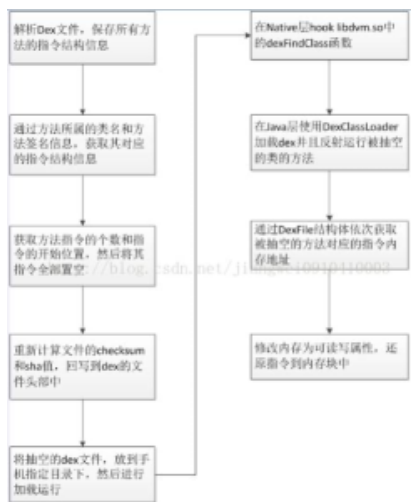 解析Dex文件，保存所有方
法的指令结构信息
通过方法所属的类名和方
法签名信息，获取其对应
的指令结构信息
获取方法指令的个数和指
令的开始位置，然后将其
指令全部置空
重新计算文件的checksum
和sha值，回写到dex的文
件头部中
将抽空的dex文件，放到手
机指定目录下，然后进行
加载运行
在Native层hook libdvm.so中
的dexFindClass函数
在Java层使用DexClassLoader
加载dex并且反射运行被抽空
的类的方法
通过DexFile结构体依次获取
被抽空的方法对应的指令内
存地址
修改内存为可读写属性，还
原指令到内存块中
//blog.csdn.net/jiangwei0910410003